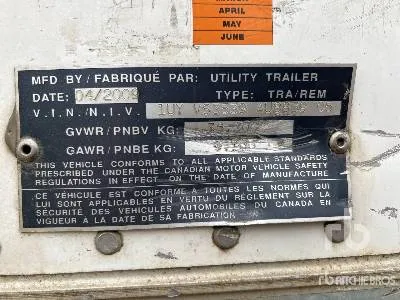 APRIL
MAY
JUNE
MFD BY / FABRIQUÉ PAR: UTILITY TRAILER
DATE: 04/2009 TYPE: TRA/REM
V.I.N./N.I.V. 1UY
GVWR/PNBV KG:
GAWR/PNBE KG:
THIS VEHICLE CONFORMS TO ALL APPLICABLE STANDARDS
PRESCRIBED UNDER THE CANADIAN MOTOR VEHICLE SAFETY
REGULATIONS IN EFFECT ON THE DATE OF MANUFACTURE
CE VÉHICULE EST CONFORME À TOUTES LES NORMES QUI
LUI SONT APPLICABLES EN VERTU DU RÈGLEMENT SUR LA
SÉCURITÉ DES VÉHICULES AUTOMOBILES DU CANADA EN
VIGUEUR A LA DATE DE SA FABRICATION
rb
RITCHIE BROS